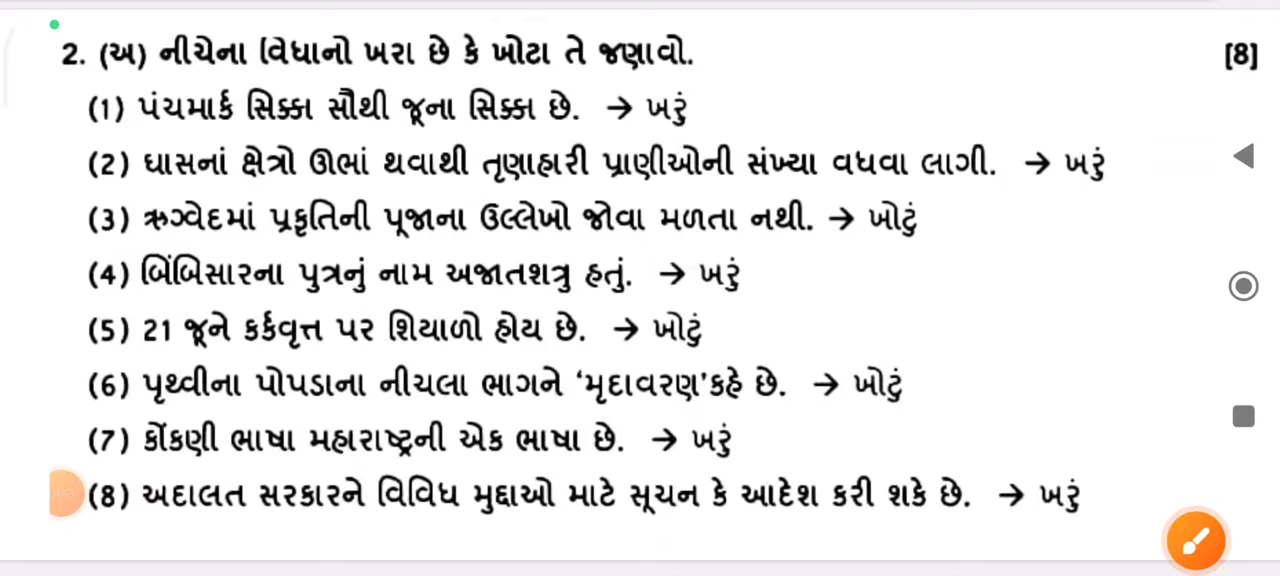 2. (અ) નીચેના વિધાનો ખરા છે કે ખોટા તે જણાવો. [8]
(1) પંચમાર્ક સિક્કા સૌથી જૂના સિક્કા છે. → ખરું
(2) ઘાસનાં ક્ષેત્રો ઊભાં થવાથી તૃણાહારી પ્રાણીઓની સંખ્યા વધવા લાગી. → ખરું
(3) ઋગ્વેદમાં પ્રકૃતિની પૂજાના ઉલ્લેખો જોવા મળતા નથી. → ખોટું
(4) બિંબિસારના પુત્રનું નામ અજાતશત્રુ હતું. → ખરું
(5) 21 જૂને કર્કવૃત્ત પર શિયાળો હોય છે. → ખોટું
(6) પૃથ્વીના પોપડાના નીચલા ભાગને 'મૃદાવરણ'કહે છે. → ખોટું
(7) કોંકણી ભાષા મહારાષ્ટ્રની એક ભાષા છે. → ખરું
(8) અદાલત સરકારને વિવિધ મુદ્દાઓ માટે સૂચન કે આદેશ કરી શકે છે. → ખરું